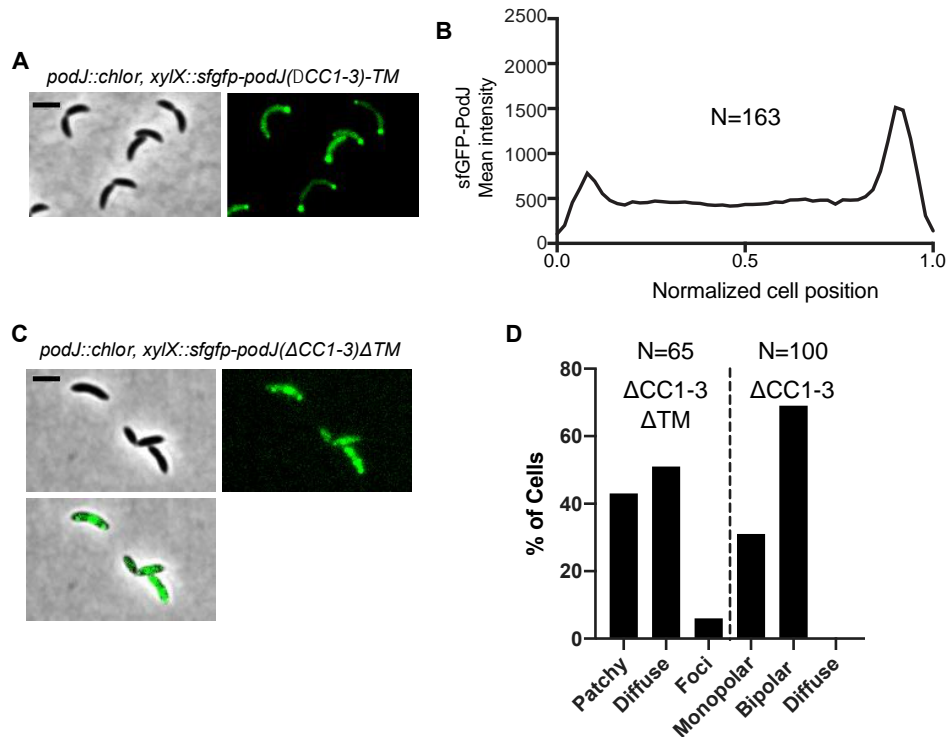 A
podJ::chlor, xylX::sfgfp-podJ(DCC1-3)-TM
B
2500
2000
1500
1000
500
0
sfGFP-PodJ
Mean intensity
N=163
0.0
0.5
1.0
Normalized cell position
C
podJ::chlor, xylX::sfgfp-podJ(ΔCC1-3)ΔTM
D
N=65
N=100
ΔCC1-3
ΔTM
ΔCC1-3
80
60
40
20
0
% of Cells
Patchy
Diffuse
Foci
Monopolar
Bipolar
Diffuse